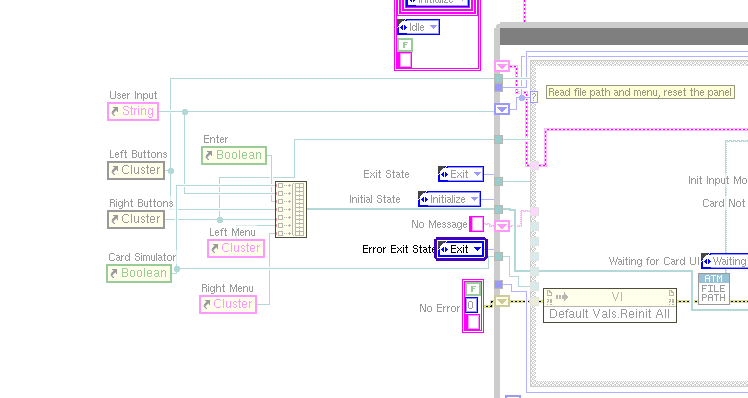 Initialize
Idle
F
Read file path and menu, reset the panel
?
User Input
String
Enter
Boolean
Left Buttons
Cluster
Exit State
Exit
Init Input Mo
Initial State
Initialize
Right Buttons
Cluster
Card Not
No Message
Left Menu
Cluster
Error Exit State
Exit
Card Simulator
Boolean
Waiting for Card UI
Waiting
ATM
FILE
PATH
Right Menu
Cluster
F
No Error
0
VI
Default Vals.Reinit All